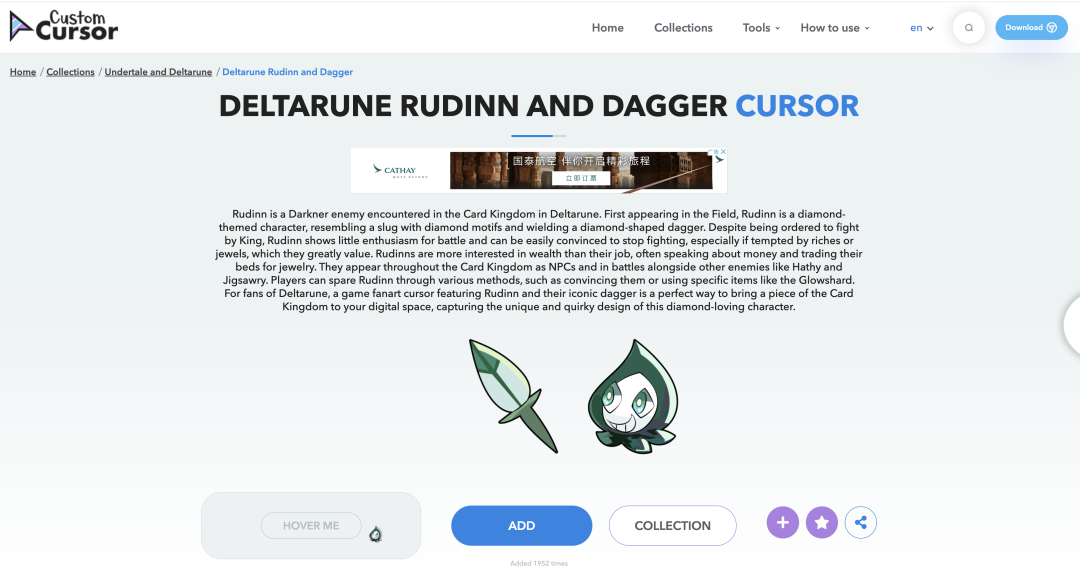 Custom
Cursor
Home
Collections
Tools
How to use
en
Download
Home / Collections / Undertale and Deltarune / Deltarune Rudinn and Dagger
DELTARUNE RUDINN AND DAGGER CURSOR
CATHAY
MOVE BEYOND
国泰航空 伴你开启精彩旅程
立即订票
广告
Rudinn is a Darkner enemy encountered in the Card Kingdom in Deltarune. First appearing in the Field, Rudinn is a diamond-
themed character, resembling a slug with diamond motifs and wielding a diamond-shaped dagger. Despite being ordered to fight
by King, Rudinn shows little enthusiasm for battle and can be easily convinced to stop fighting, especially if tempted by riches or
jewels, which they greatly value. Rudinns are more interested in wealth than their job, often speaking about money and trading their
beds for jewelry. They appear throughout the Card Kingdom as NPCs and in battles alongside other enemies like Hathy and
Jigsawry. Players can spare Rudinn through various methods, such as convincing them or using specific items like the Glowshard.
For fans of Deltarune, a game fanart cursor featuring Rudinn and their iconic dagger is a perfect way to bring a piece of the Card
Kingdom to your digital space, capturing the unique and quirky design of this diamond-loving character.
HOVER ME
ADD
COLLECTION
Added 1952 times